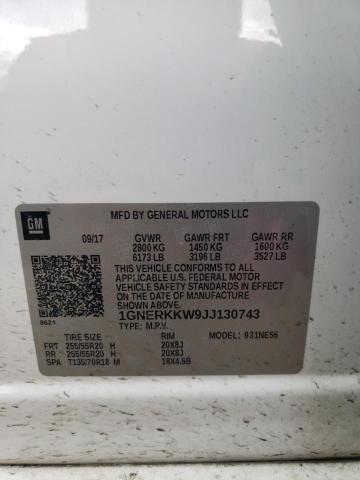 GM
MFD BY GENERAL MOTORS LLC
09/17 GVWR GAWR FRT GAWR RR
2800 KG 1450 KG 1600 KG
6173 LB 3196 LB 3527 LB
THIS VEHICLE CONFORMS TO ALL
APPLICABLE U.S. FEDERAL MOTOR
VEHICLE SAFETY STANDARDS IN EFFECT ON
THE DATE OF MANUFACTURE SHOWN ABOVE.
8621 1GNERKKW9JJ130743
TYPE: M.P.V. MODEL: 931NE56
TIRE SIZE RIM
FRT 255/55R20 H 20X8J
RR 255/55R20 H 20X8J
SPA T135/70R18 M 18X4.5B